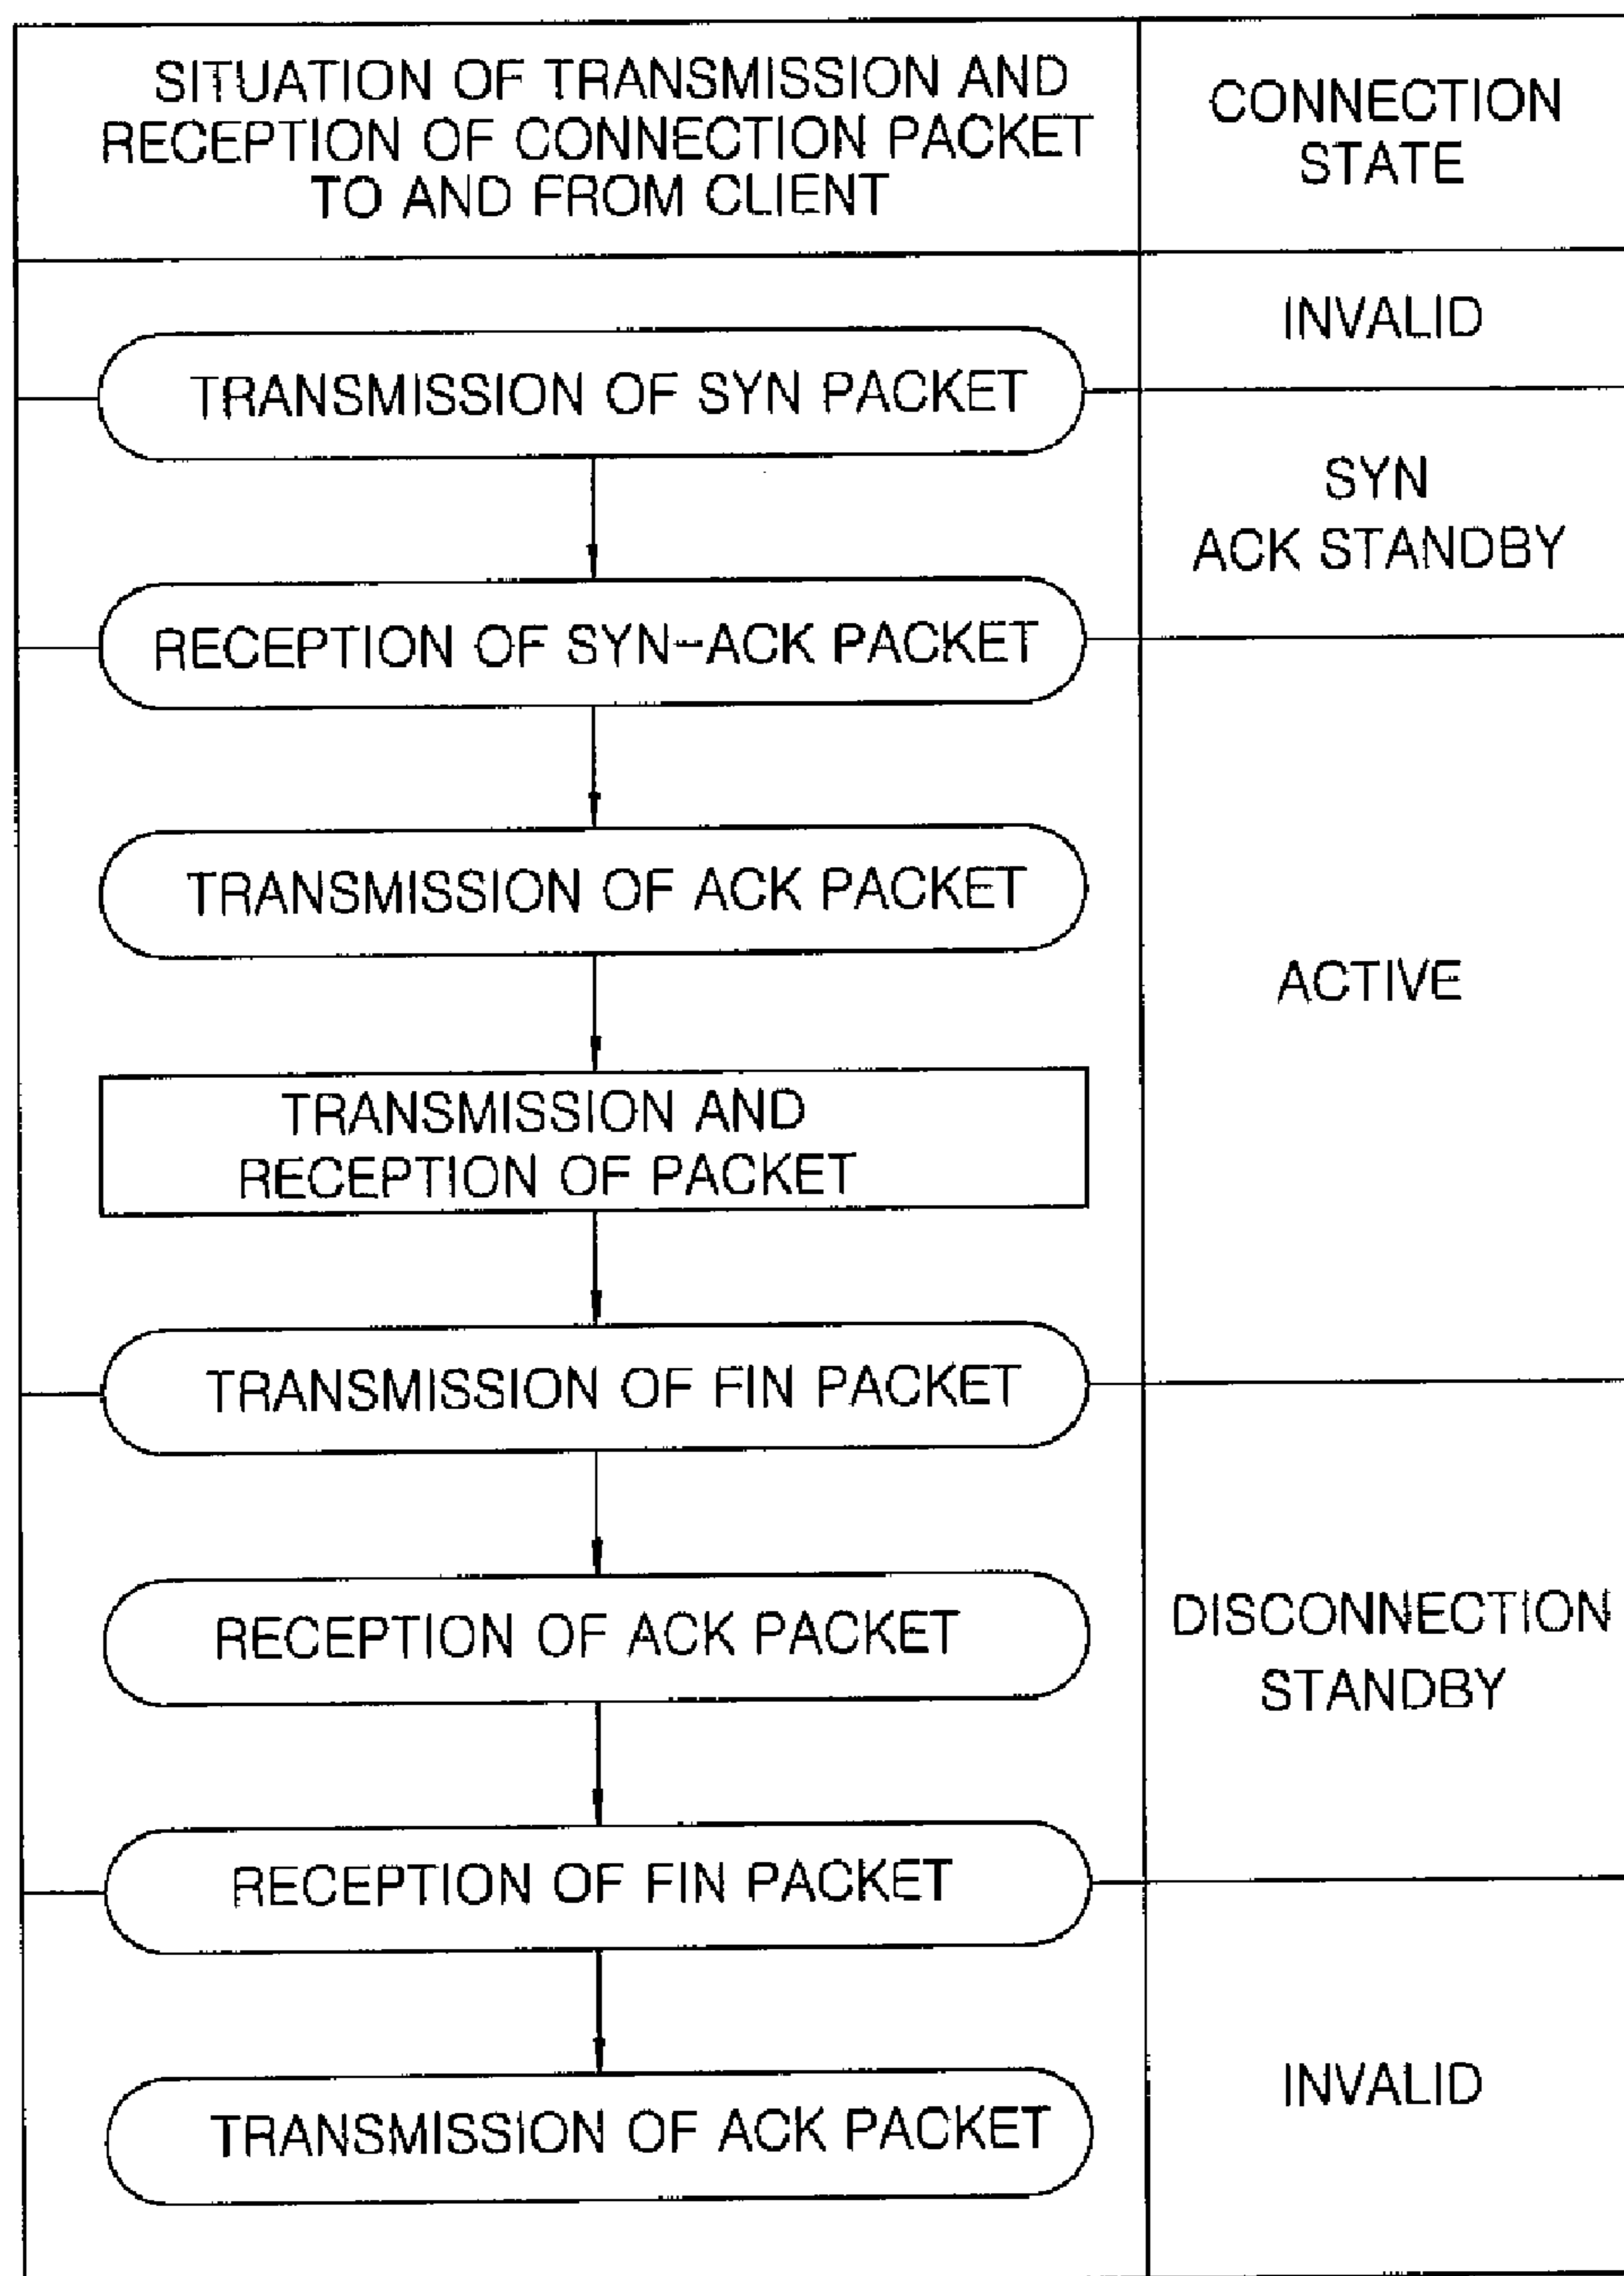 SITUATION OF TRANSMISSION AND
RECEPTION OF CONNECTION PACKET
TO AND FROM CLIENT
CONNECTION
STATE
INVALID
TRANSMISSION OF SYN PACKET
SYN
ACK STANDBY
RECEPTION OF SYN-ACK PACKET
TRANSMISSION OF ACK PACKET
ACTIVE
TRANSMISSION AND
RECEPTION OF PACKET
TRANSMISSION OF FIN PACKET
RECEPTION OF ACK PACKET
DISCONNECTION
STANDBY
RECEPTION OF FIN PACKET
INVALID
TRANSMISSION OF ACK PACKET